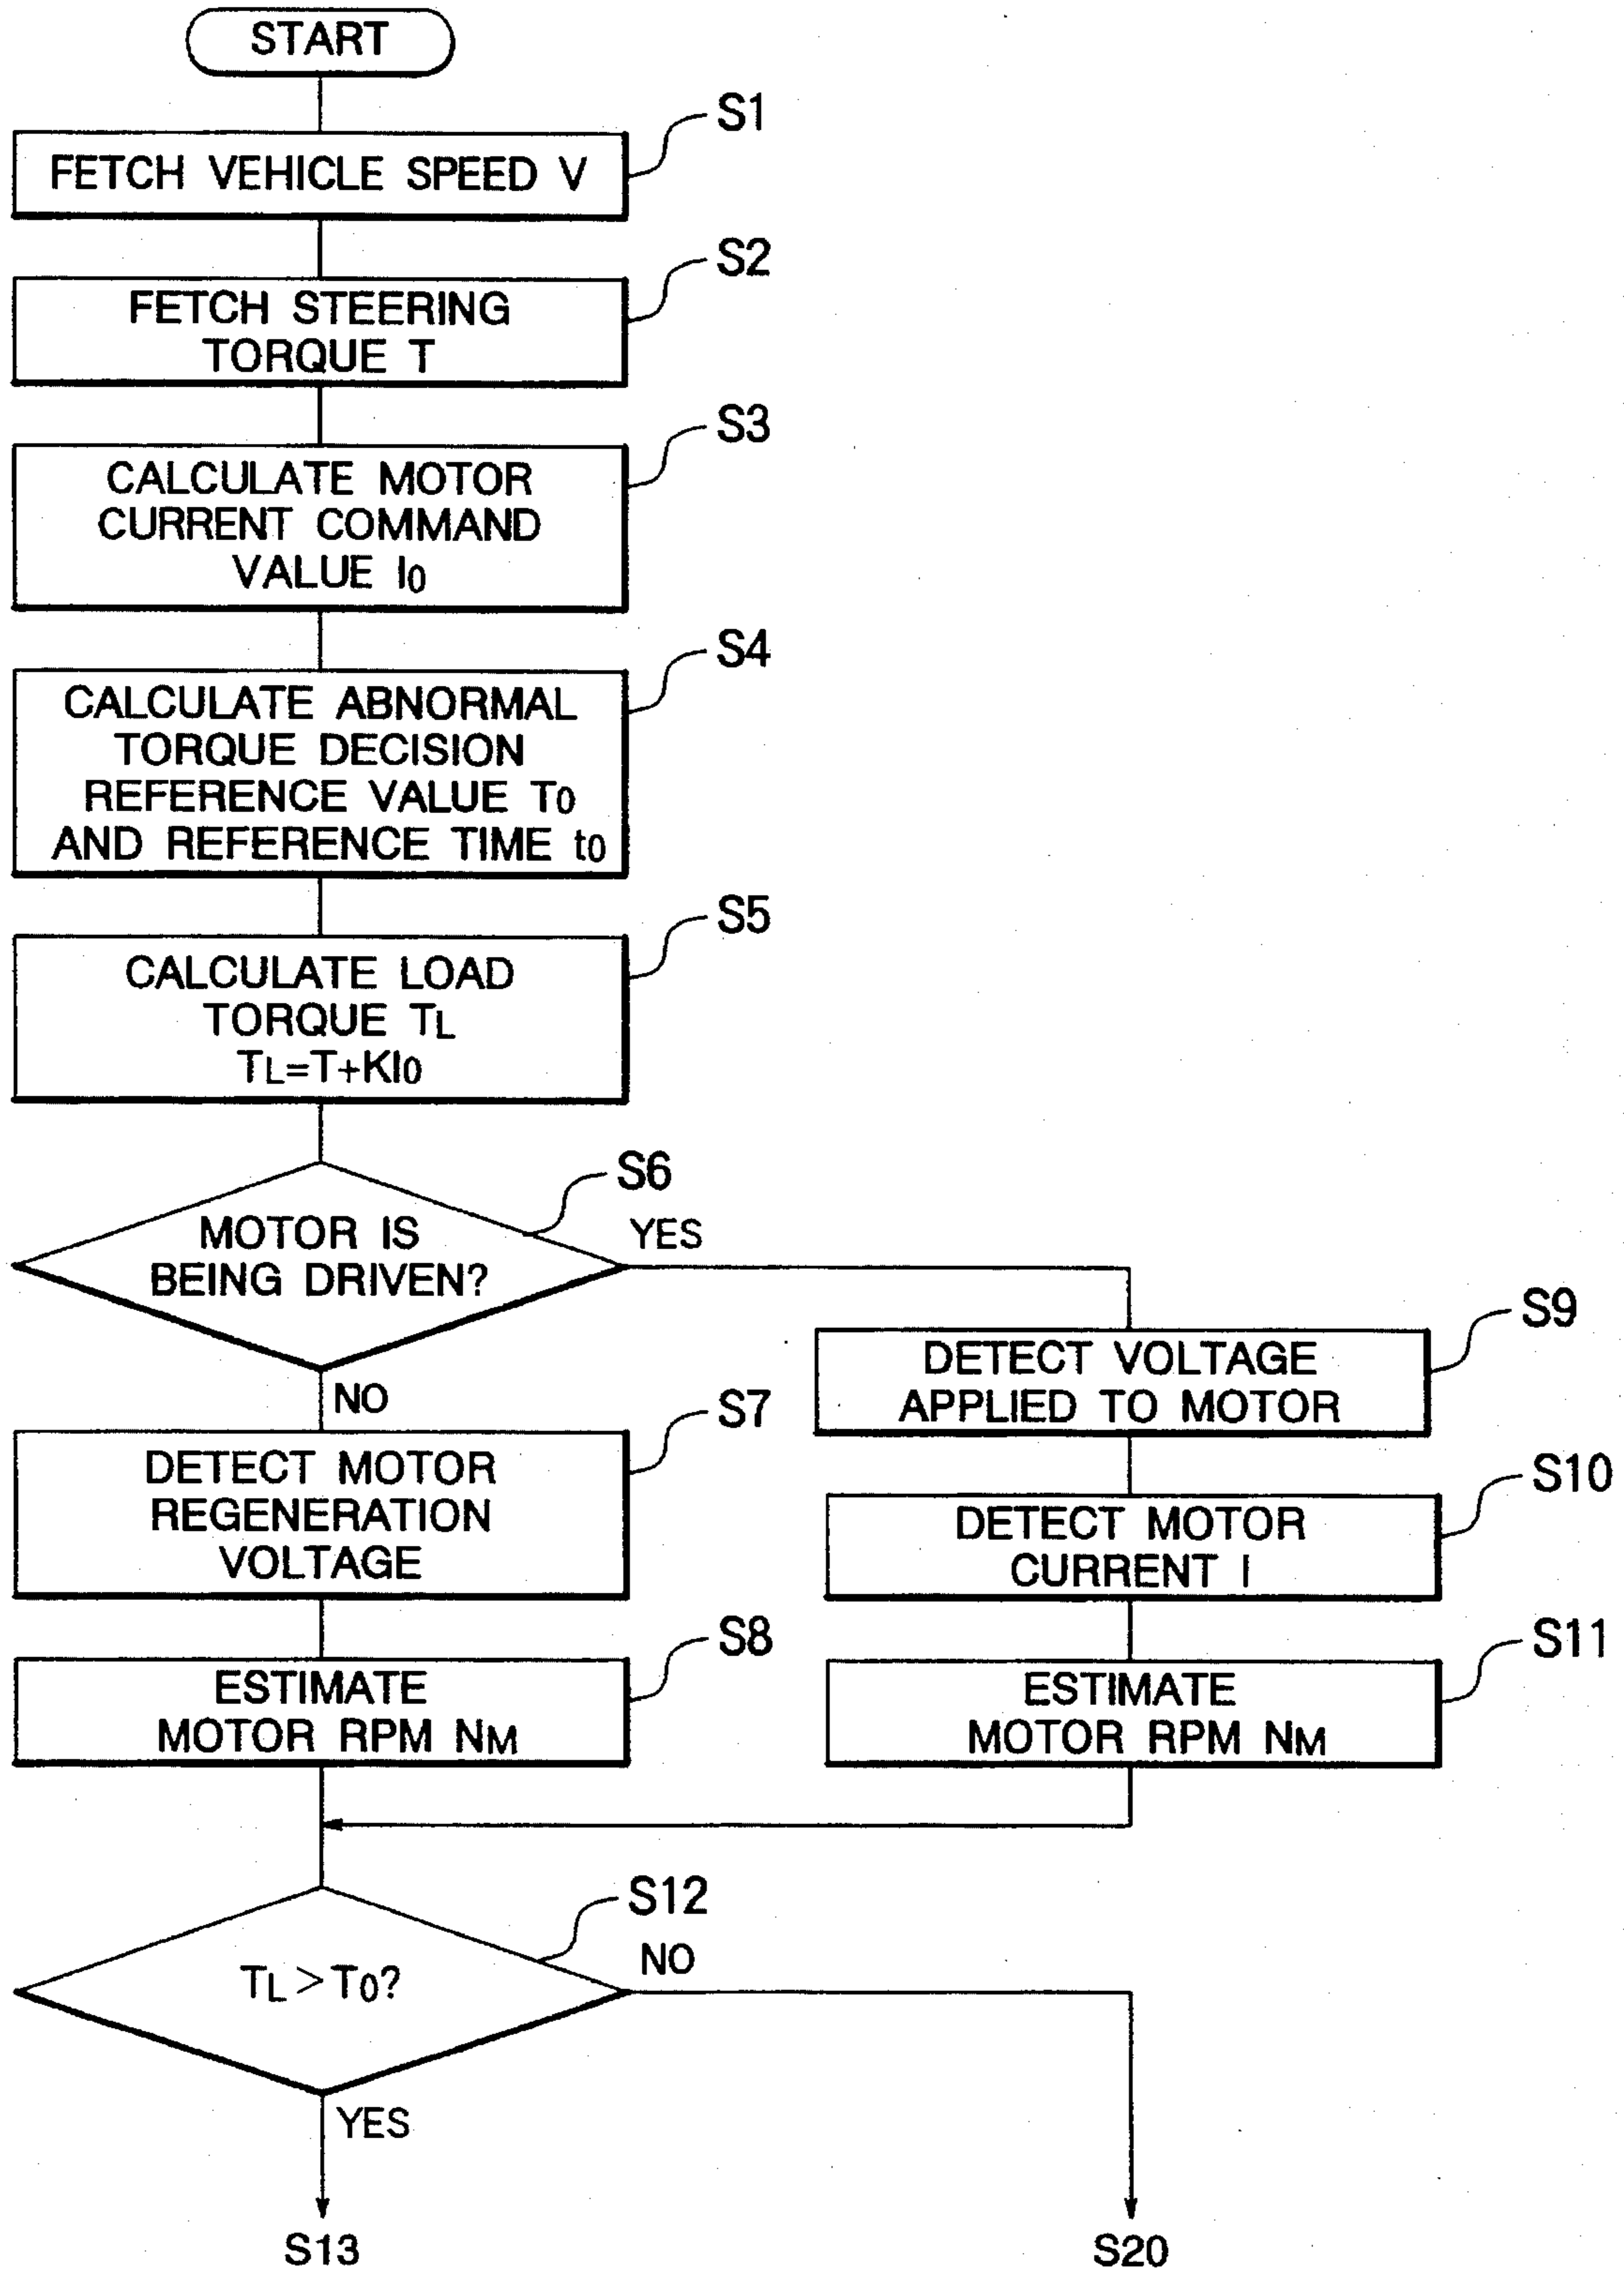 START
S1
FETCH VEHICLE SPEED V
S2
FETCH STEERING
TORQUE T
S3
CALCULATE MOTOR
CURRENT COMMAND
VALUE I0
S4
CALCULATE ABNORMAL
TORQUE DECISION
REFERENCE VALUE T0
AND REFERENCE TIME t0
S5
CALCULATE LOAD
TORQUE TL
TL=T+KI0
S6
MOTOR IS
BEING DRIVEN?
YES
NO
S7
DETECT MOTOR
REGENERATION
VOLTAGE
S8
ESTIMATE
MOTOR RPM NM
S9
DETECT VOLTAGE
APPLIED TO MOTOR
S10
DETECT MOTOR
CURRENT I
S11
ESTIMATE
MOTOR RPM NM
S12
TL > T0?
NO
YES
S13
S20